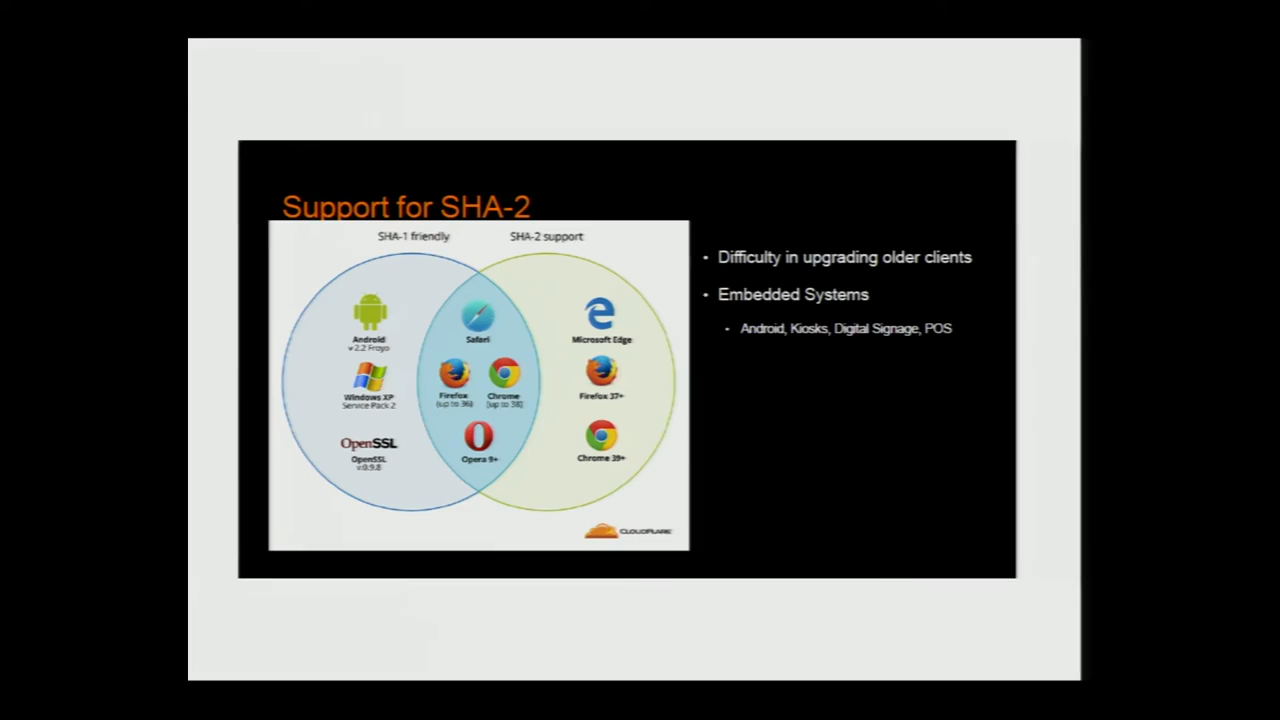 Support for SHA-2
SHA-1 friendly
SHA-2 support
Android
v 2.2 Froyo
Windows XP
Service Pack 2
OpenSSL
OpenSSL
v.0.9.8
Safari
Firefox
(up to 36)
Chrome
(up to 38)
Opera 9+
Microsoft Edge
Firefox 37+
Chrome 39+
CLOUDFLARE
• Difficulty in upgrading older clients
• Embedded Systems
• Android, Kiosks, Digital Signage, POS